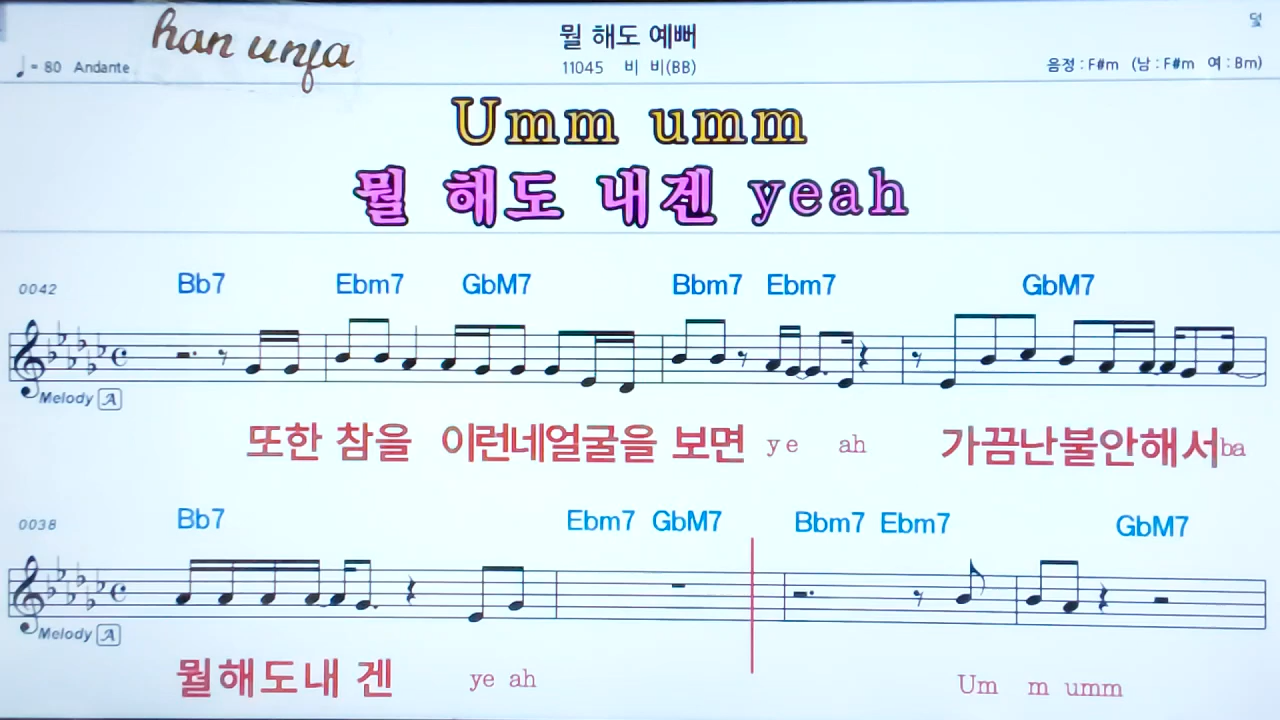 han unja
뭘 해도 예뻐
덫
♩= 80 Andante
11045 비 비(BB)
음정 : F#m (남 : F#m 여 : Bm)
Umm umm
뭘 해도 내겐 yeah
0042 Bb7 Ebm7 GbM7 Bbm7 Ebm7 GbM7
Melody A
또한 참을 이런네얼굴을 보면 ye ah 가끔난불안해서ba
0038 Bb7 Ebm7 GbM7 Bbm7 Ebm7 GbM7
Melody A
뭘해도내 겐 ye ah Um m umm